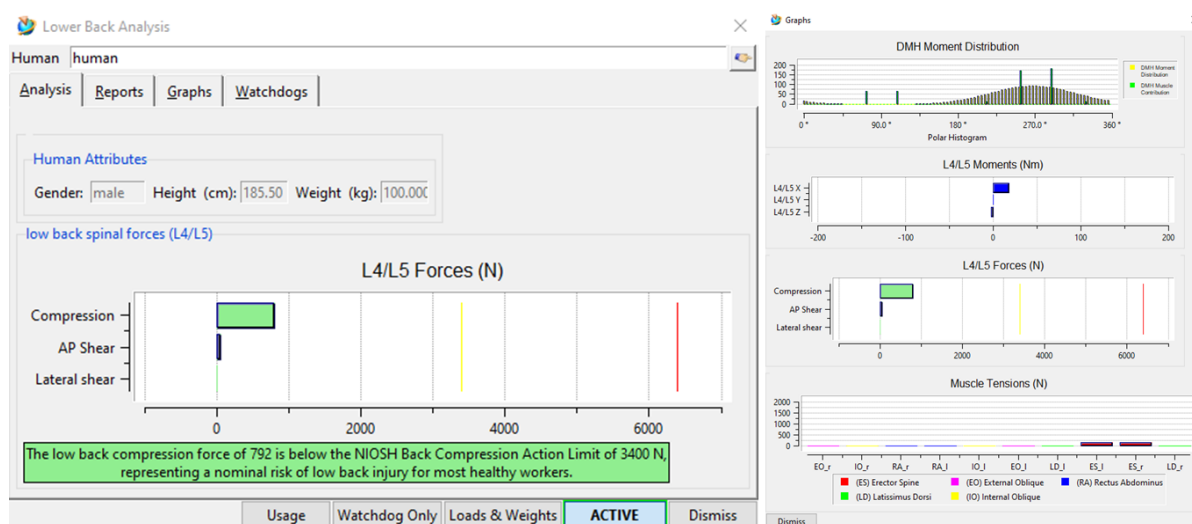 Lower Back Analysis
Human human
Analysis Reports Graphs Watchdogs
Human Attributes
Gender: male Height (cm): 185.50 Weight (kg): 100.000
low back spinal forces (L4/L5)
L4/L5 Forces (N)
Compression
AP Shear
Lateral shear
0 2000 4000 6000
The low back compression force of 792 is below the NIOSH Back Compression Action Limit of 3400 N,
representing a nominal risk of low back injury for most healthy workers.
Usage Watchdog Only Loads & Weights ACTIVE Dismiss
Graphs
DMH Moment Distribution
200
150
100
50
0
0 ° 90.0 ° 180 ° 270.0 ° 360 °
Polar Histogram
DMH Moment
Distribution
DMH Muscle
Contribution
L4/L5 Moments (Nm)
L4/L5 X
L4/L5 Y
L4/L5 Z
-200 -100 0 100 200
L4/L5 Forces (N)
Compression
AP Shear
Lateral shear
0 2000 4000 6000
Muscle Tensions (N)
2000
1500
1000
500
0
EO_r IO_r RA_r RA_l IO_l EO_l LD_l ES_l ES_r LD_r
(ES) Erector Spine (EO) External Oblique (RA) Rectus Abdominus
(LD) Latissimus Dorsi (IO) Internal Oblique
Dismiss